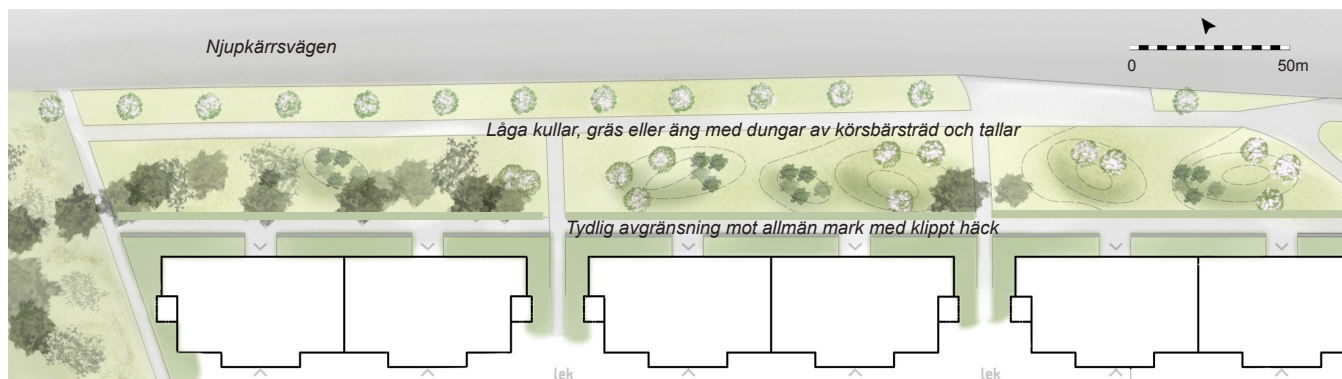 Njupkärrsvägen
0 50m
Låga kullar, gräs eller äng med dungar av körsbärsträd och tallar
Tydlig avgränsning mot allmän mark med klippt häck
lek
lek